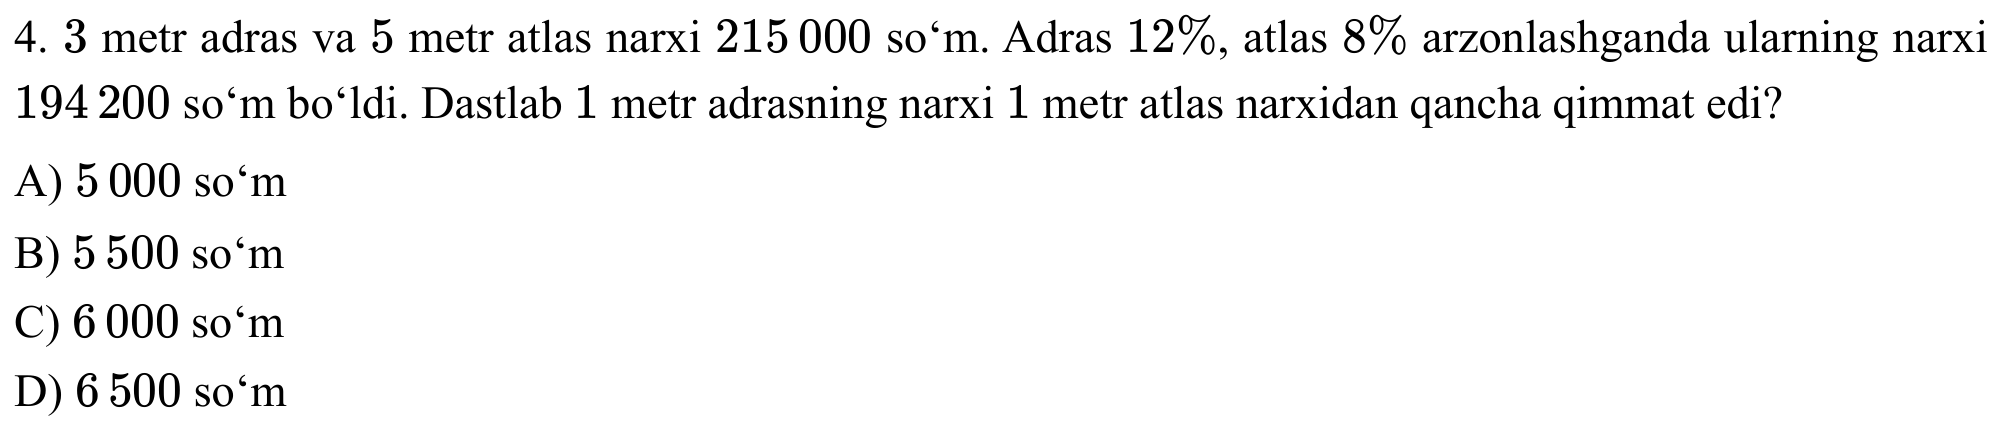 4. 3 metr adras va 5 metr atlas narxi 215 000 so‘m. Adras 12%, atlas 8% arzonlashganda ularning narxi
194 200 so‘m bo‘ldi. Dastlab 1 metr adrasning narxi 1 metr atlas narxidan qancha qimmat edi?
A) 5 000 so‘m
B) 5 500 so‘m
C) 6 000 so‘m
D) 6 500 so‘m